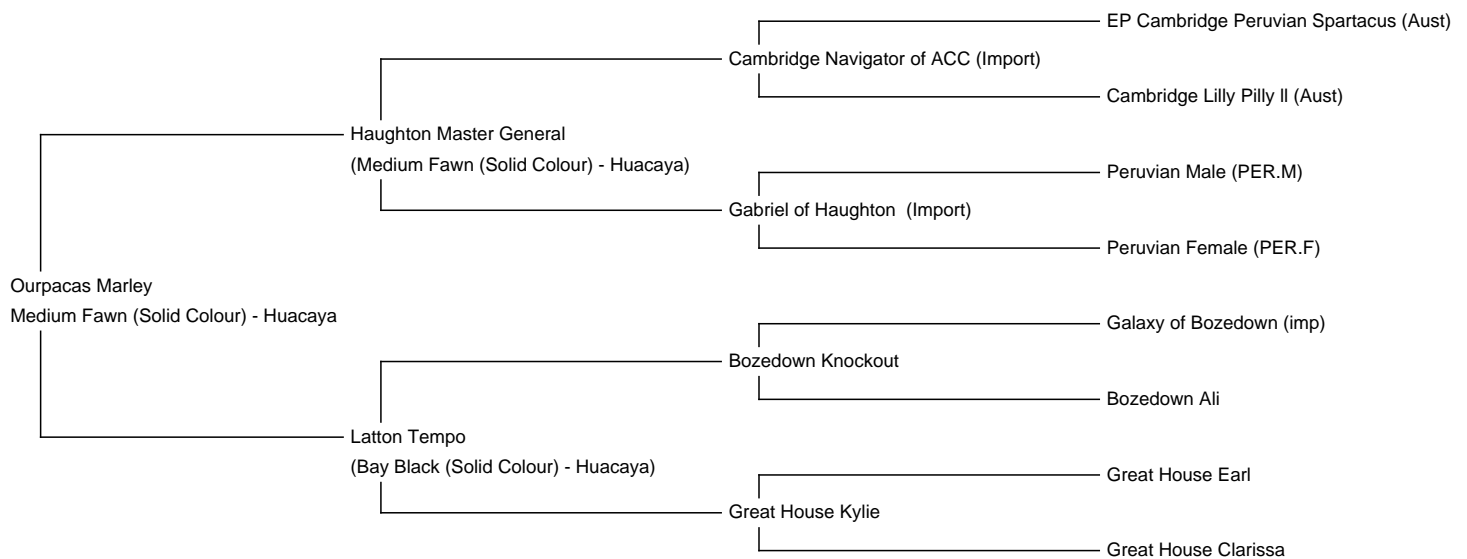 EP Cambridge Peruvian Spartacus (Aust)
Cambridge Navigator of ACC (Import)
Cambridge Lilly Pilly ll (Aust)
Haughton Master General
(Medium Fawn (Solid Colour) - Huacaya)
Peruvian Male (PER.M)
Gabriel of Haughton  (Import)
Peruvian Female (PER.F)
Ourpacas Marley
Medium Fawn (Solid Colour) - Huacaya
Galaxy of Bozedown (imp)
Bozedown Knockout
Bozedown Ali
Latton Tempo
(Bay Black (Solid Colour) - Huacaya)
Great House Earl
Great House Kylie
Great House Clarissa